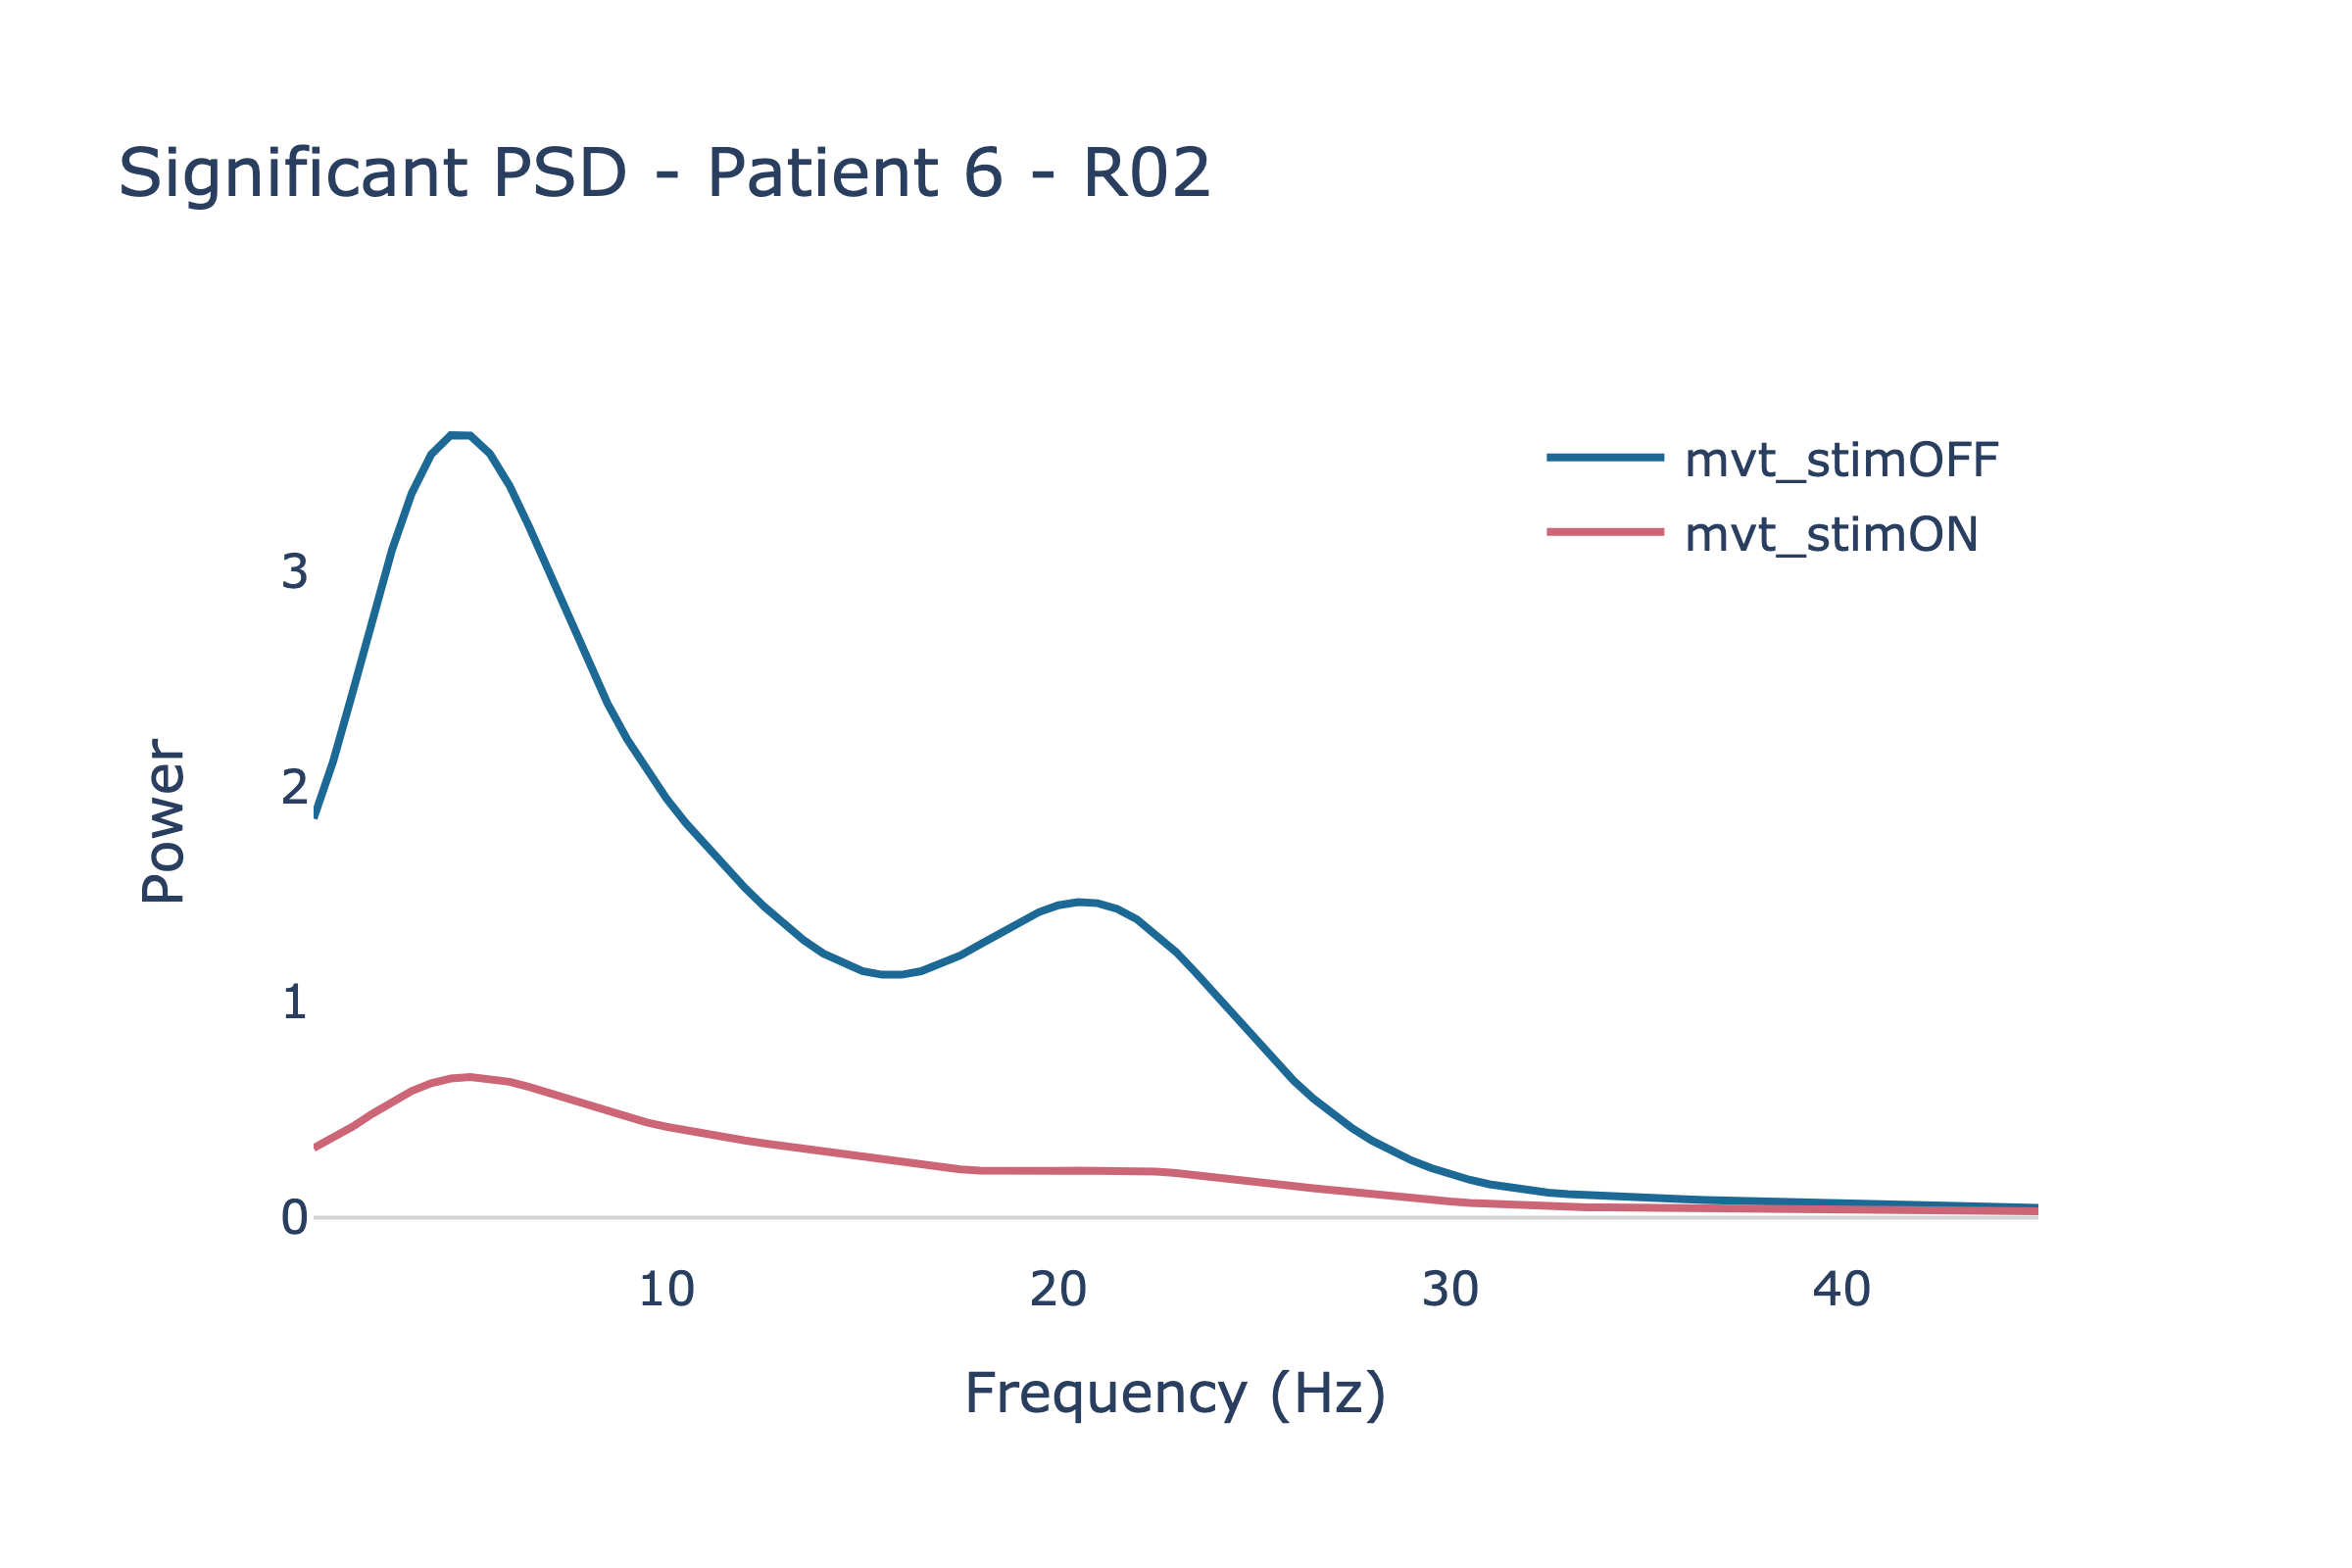 Significant PSD - Patient 6 - R02
mvt_stimOFF
mvt_stimON
3
2
1
0
Power
10 20 30 40
Frequency (Hz)